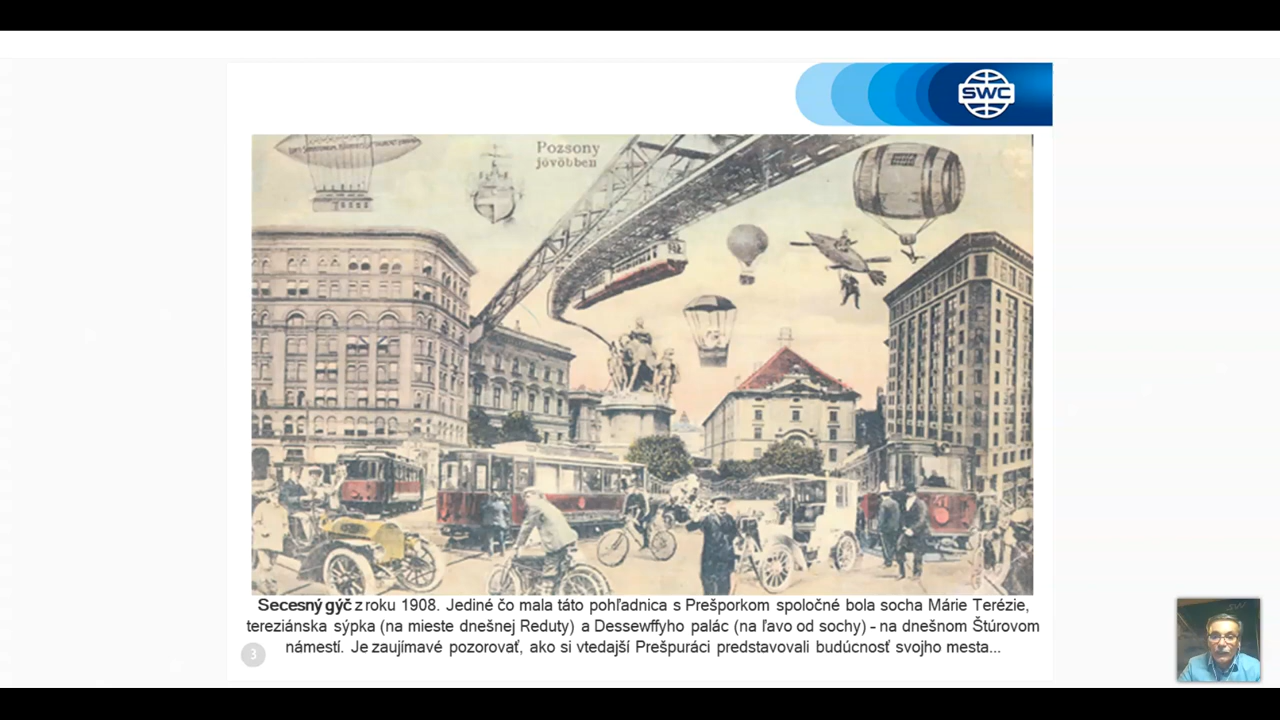 SWC
Pozsony
jövőbben
Secesný gýč z roku 1908. Jediné čo mala táto pohľadnica s Prešporkom spoločné bola socha Márie Terézie,
tereziánska sýpka (na mieste dnešnej Reduty) a Dessewffyho palác (na ľavo od sochy) - na dnešnom Štúrovom
námestí. Je zaujímavé pozorovať, ako si vtedajší Prešpuráci predstavovali budúcnosť svojho mesta...
3